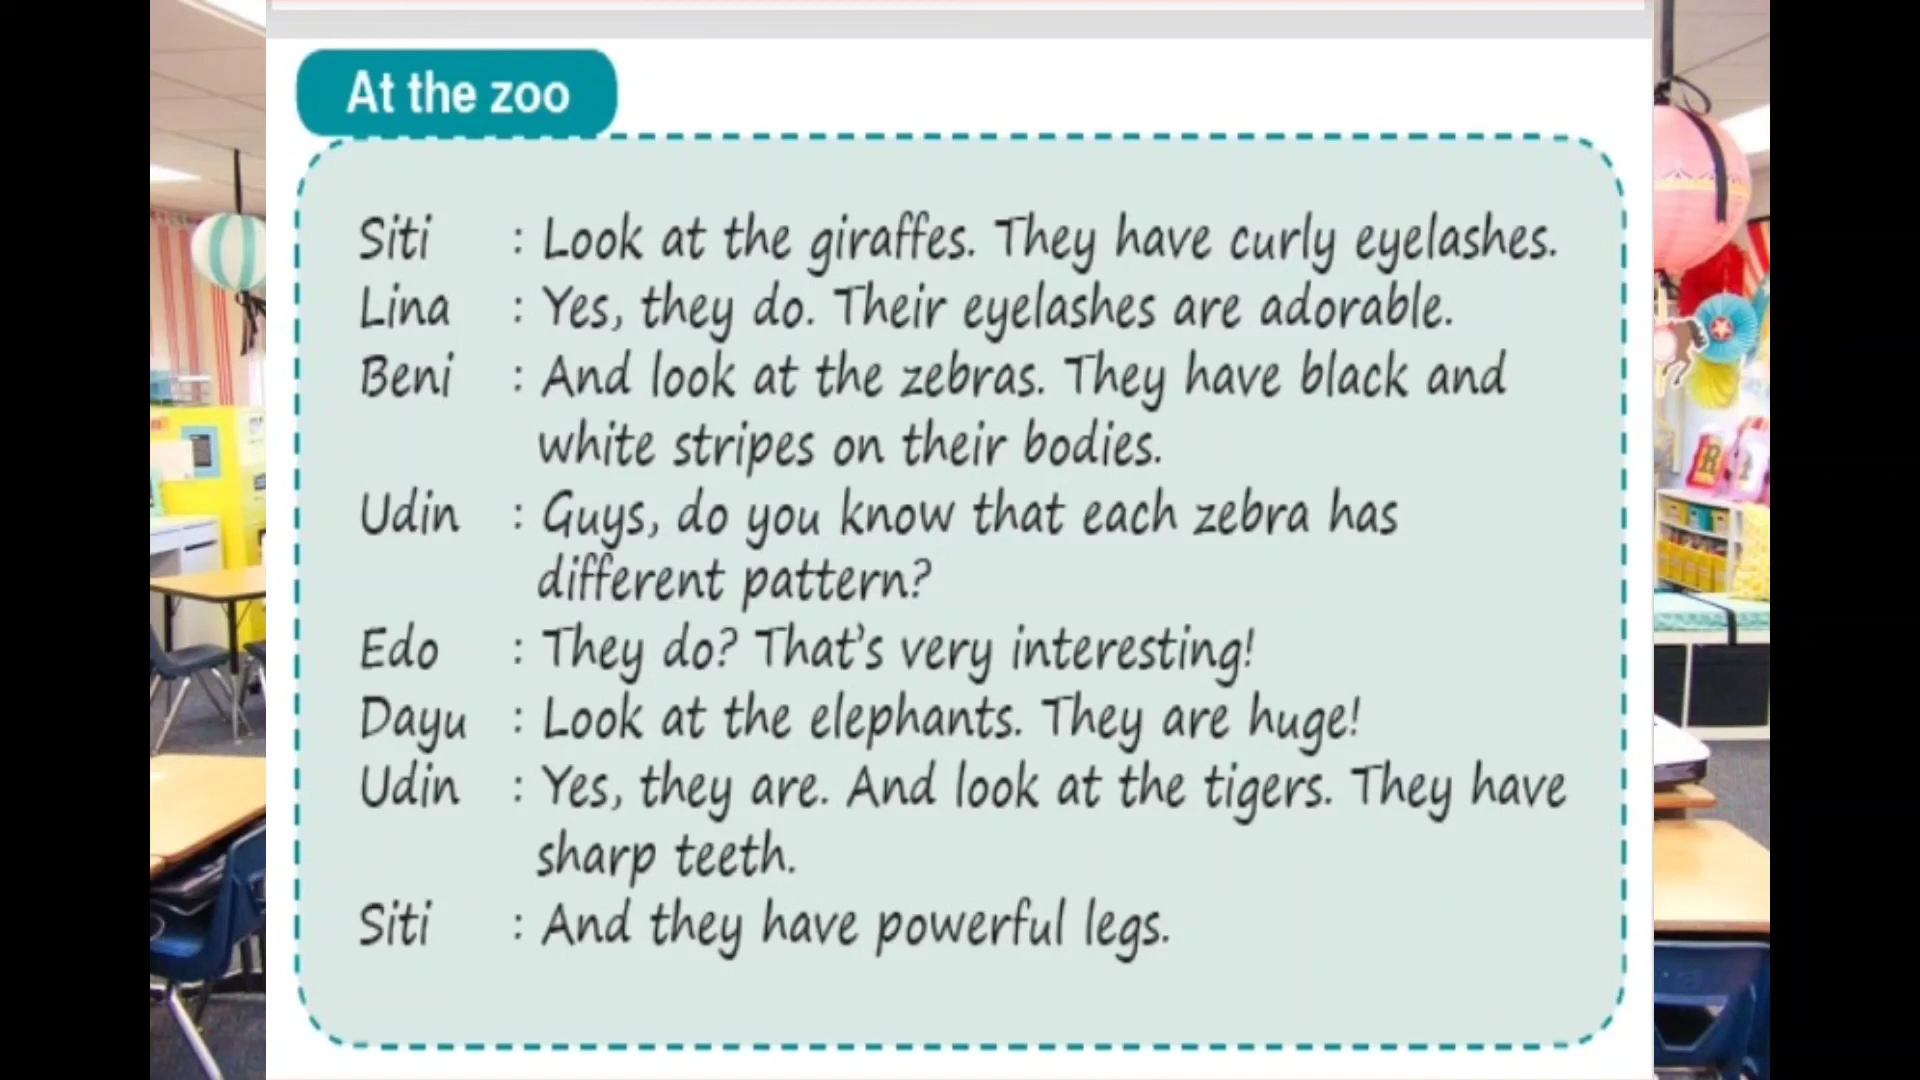 At the zoo
Siti : Look at the giraffes. They have curly eyelashes.
Lina : Yes, they do. Their eyelashes are adorable.
Beni : And look at the zebras. They have black and
white stripes on their bodies.
Udin : Guys, do you know that each zebra has
different pattern?
Edo : They do? That's very interesting!
Dayu : Look at the elephants. They are huge!
Udin : Yes, they are. And look at the tigers. They have
sharp teeth.
Siti : And they have powerful legs.